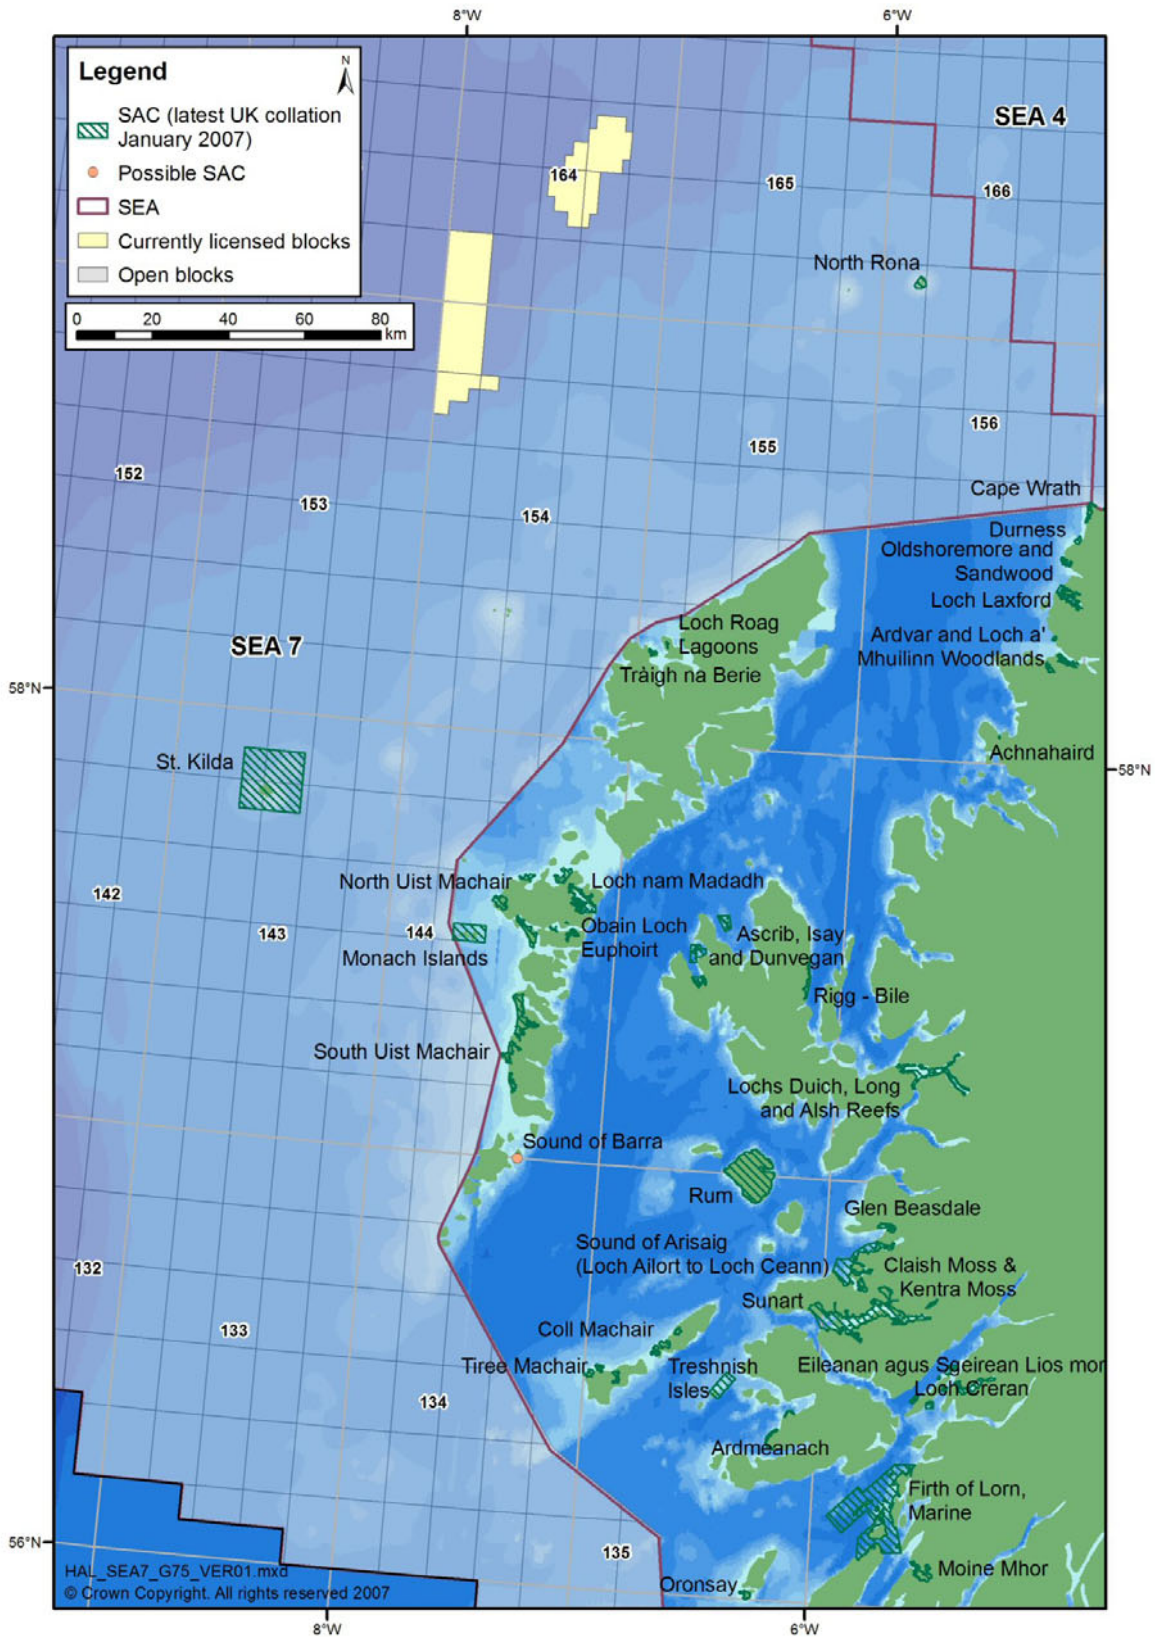 8°W
6°W
Legend
N
SAC (latest UK collation
January 2007)
Possible SAC
SEA
Currently licensed blocks
Open blocks
0 20 40 60 80
km
SEA 4
164
165
166
North Rona
156
155
152
153
154
Cape Wrath
Durness
Oldshoremore and
Sandwood
Loch Laxford
Ardvar and Loch a'
Mhuilinn Woodlands
Loch Roag
Lagoons
Tràigh na Berie
SEA 7
58°N
St. Kilda
Achnahaird
58°N
142
143
144
North Uist Machair
Loch nam Madadh
Obain Loch
Euphoirt
Monach Islands
Ascrib, Isay
and Dunvegan
Rigg - Bile
South Uist Machair
Lochs Duich, Long
and Alsh Reefs
Sound of Barra
Rum
Glen Beasdale
Sound of Arisaig
(Loch Ailort to Loch Ceann)
Claish Moss &
Kentra Moss
132
Sunart
133
Coll Machair
Tiree Machair
Treshnish
Isles
Eileanan agus Sgeirean Lios mor
Loch Creran
134
Ardmeanach
Firth of Lorn,
Marine
56°N
135
Moine Mhor
Oronsay
HAL_SEA7_G75_VER01.mxd
© Crown Copyright. All rights reserved 2007
8°W
6°W